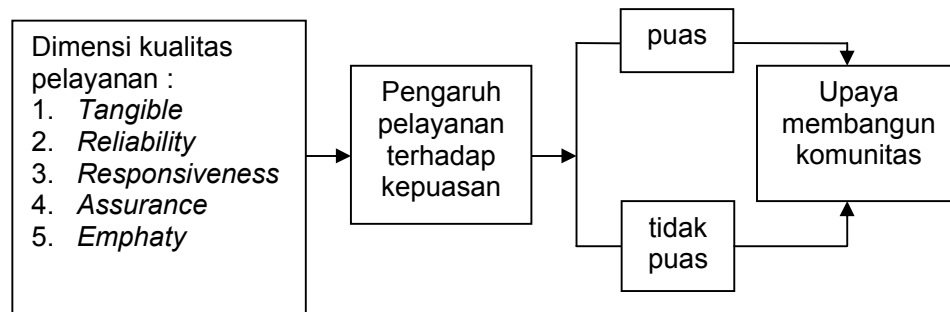 Dimensi kualitas
pelayanan :
1. Tangible
2. Reliability
3. Responsiveness
4. Assurance
5. Emphaty
Pengaruh
pelayanan
terhadap
kepuasan
puas
tidak
puas
Upaya
membangun
komunitas